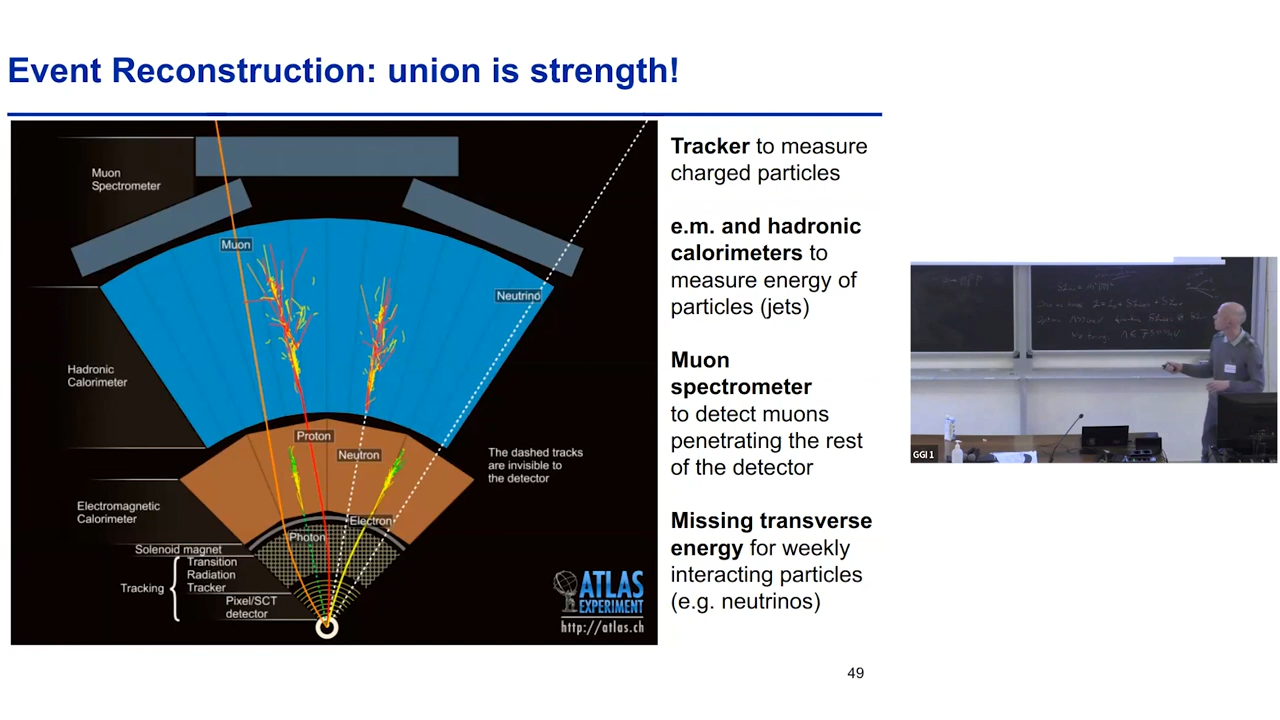 Event Reconstruction: union is strength!
Muon
Spectrometer
Muon
Neutrino
Hadronic
Calorimeter
Proton
Neutron
The dashed tracks
are invisible to
the detector
Electromagnetic
Calorimeter
Electron
Photon
Solenoid magnet
Tracking
Transition
Radiation
Tracker
Pixel/SCT
detector
ATLAS
EXPERIMENT
http://atlas.ch
Tracker to measure
charged particles
e.m. and hadronic
calorimeters to
measure energy of
particles (jets)
Muon
spectrometer
to detect muons
penetrating the rest
of the detector
Missing transverse
energy for weekly
interacting particles
(e.g. neutrinos)
49
GGI 1